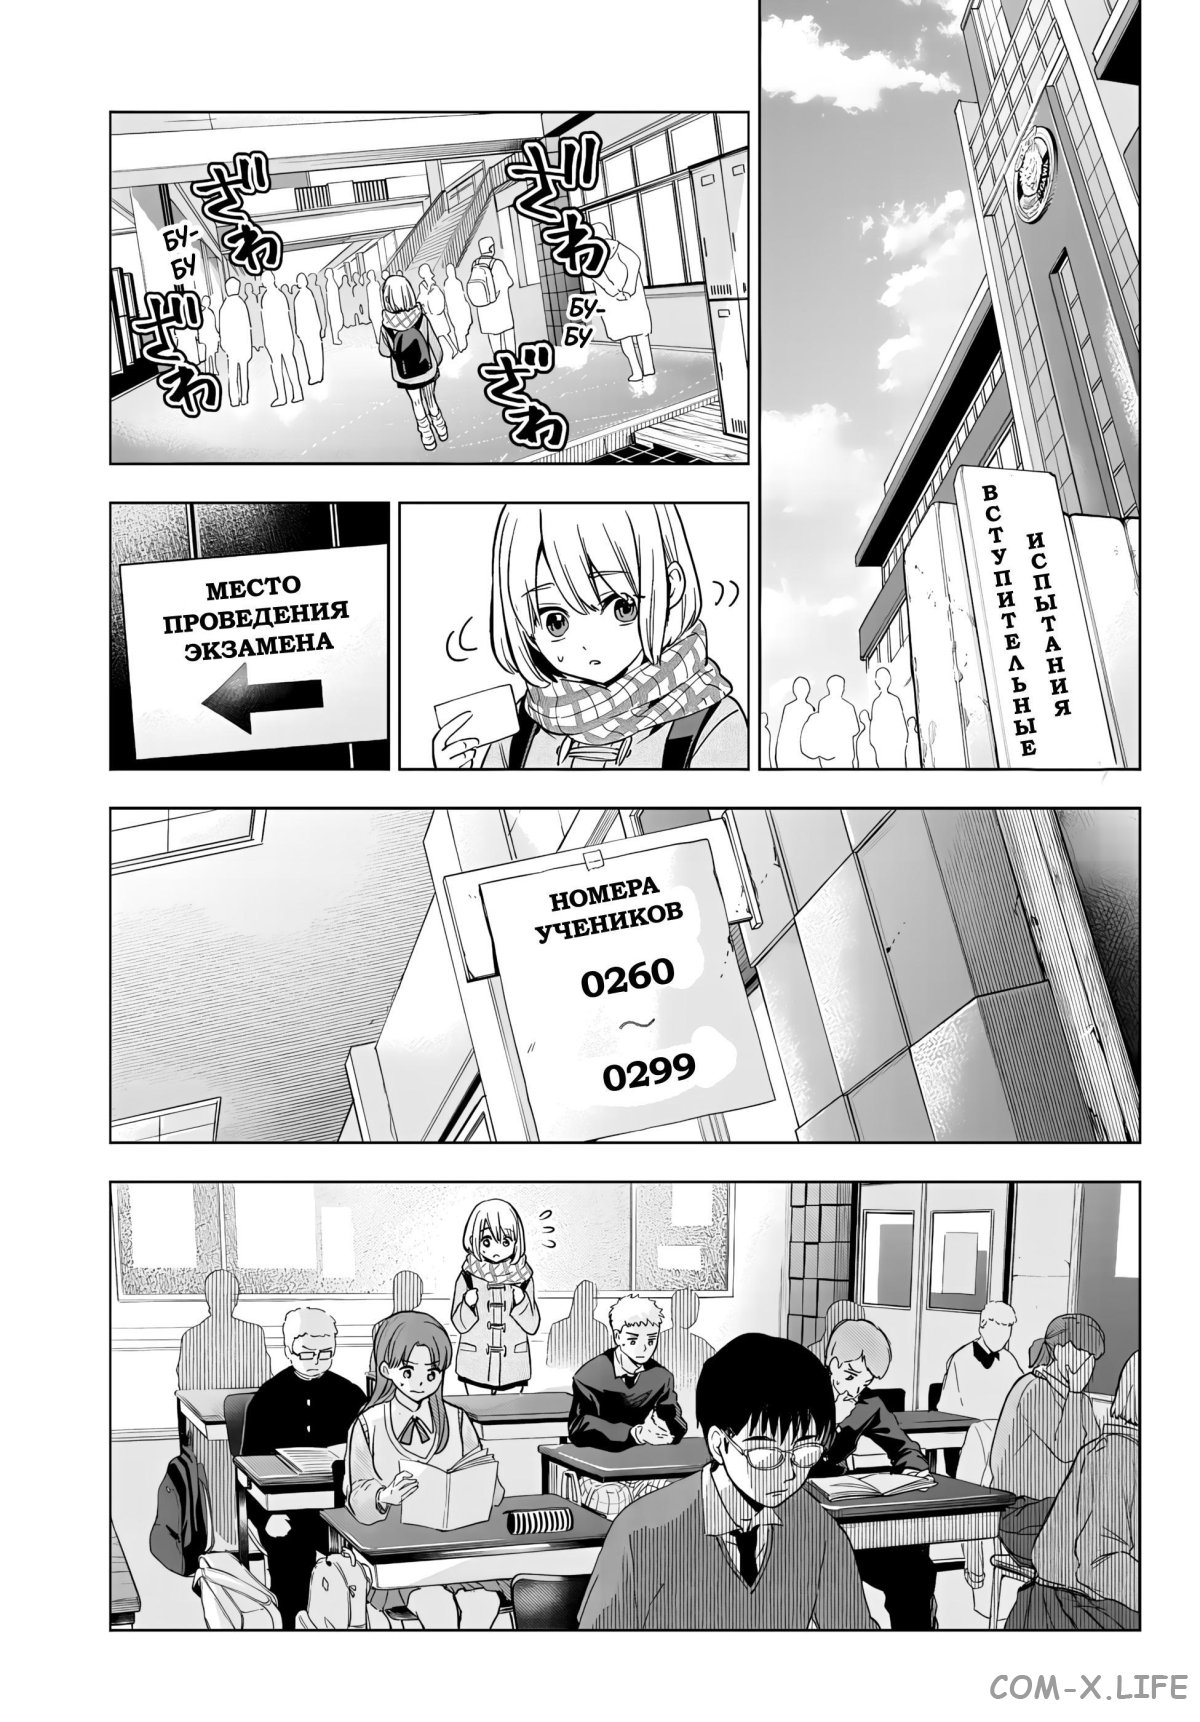 ВСТУПИТЕЛЬНЫЕ
ИСПЫТАНИЯ
ざわ
БУ-
БУ
ざわ
БУ-
БУ
ざわ
ざわ
МЕСТО
ПРОВЕДЕНИЯ
ЭКЗАМЕНА
НОМЕРА
УЧЕНИКОВ
0260
~
0299
COM-X.LIFE